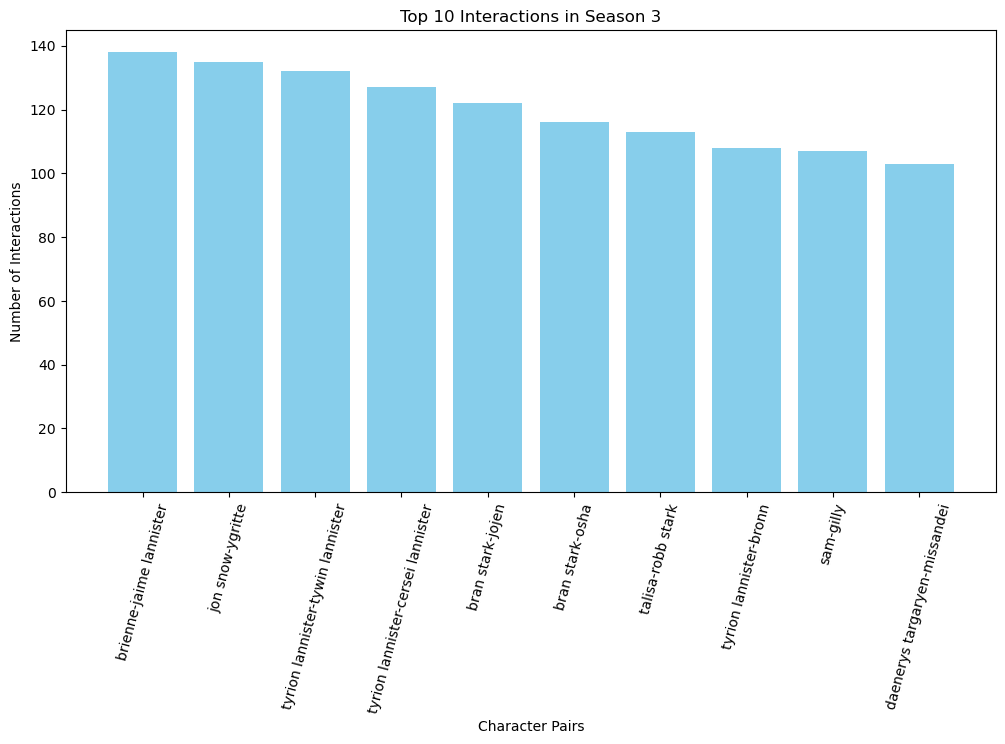 Top 10 Interactions in Season 3
Number of Interactions
140
120
100
80
60
40
20
0
brienne-jaime lannister
jon snow-ygritte
tyrion lannister-tywin lannister
tyrion lannister-cersei lannister
bran stark-jojen
bran stark-osha
talisa-robb stark
tyrion lannister-bronn
sam-gilly
daenerys targaryen-missandei
Character Pairs